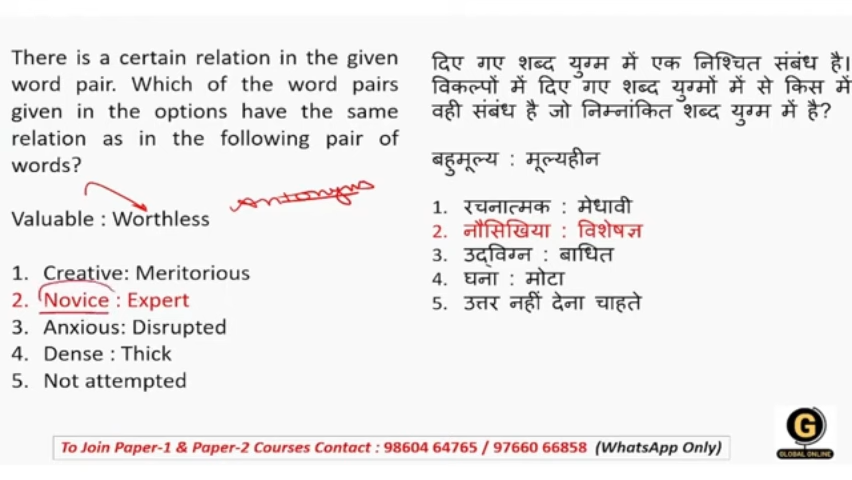 There is a certain relation in the given
word pair. Which of the word pairs
given in the options have the same
relation as in the following pair of
words?
Antonyms
Valuable : Worthless
1. Creative: Meritorious
2. Novice : Expert
3. Anxious: Disrupted
4. Dense : Thick
5. Not attempted
दिए गए शब्द युग्म में एक निश्चित संबंध है।
विकल्पों में दिए गए शब्द युग्मों में से किस में
वही संबंध है जो निम्नांकित शब्द युग्म में है?
बहुमूल्य : मूल्यहीन
1. रचनात्मक : मेधावी
2. नौसिखिया : विशेषज्ञ
3. उद्विग्न : बाधित
4. घना : मोटा
5. उत्तर नहीं देना चाहते
G
GLOBAL ONLINE
To Join Paper-1 & Paper-2 Courses Contact : 98604 64765 / 97660 66858 (WhatsApp Only)